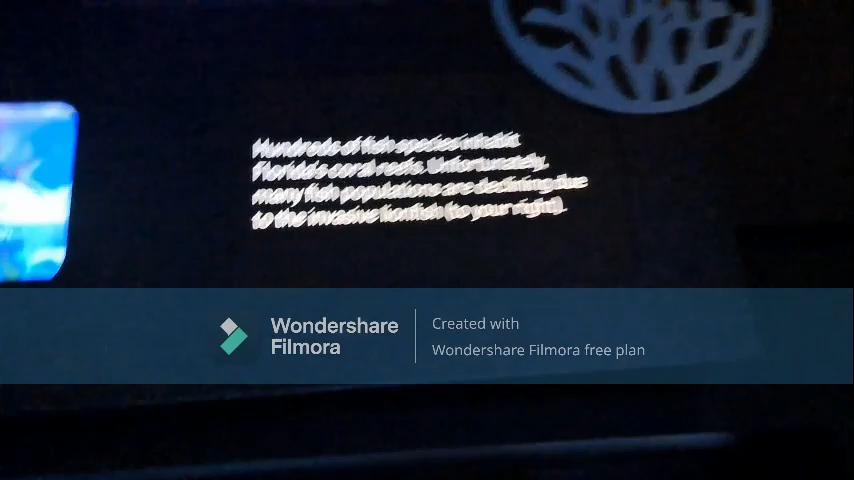 Hundreds of fish species inhabit
Florida's coral reefs. Unfortunately,
many fish populations are declining due
to the invasive lionfish (to your right).
Wondershare
Filmora
Created with
Wondershare Filmora free plan